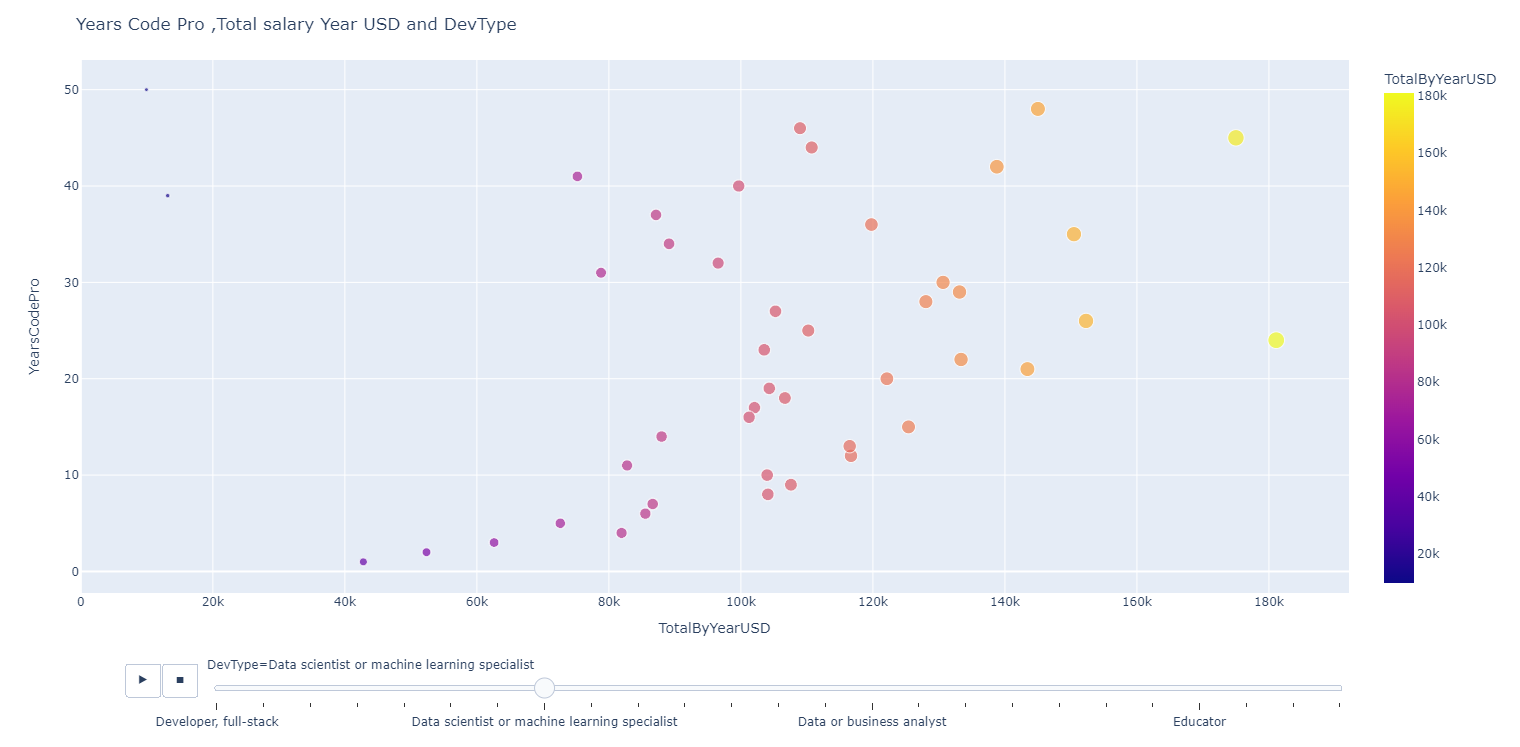 Years Code Pro ,Total salary Year USD and DevType
TotalByYearUSD
180k
160k
140k
120k
100k
80k
60k
40k
20k
YearsCodePro
50
40
30
20
10
0
0 20k 40k 60k 80k 100k 120k 140k 160k 180k
TotalByYearUSD
DevType=Data scientist or machine learning specialist
Developer, full-stack Data scientist or machine learning specialist Data or business analyst Educator